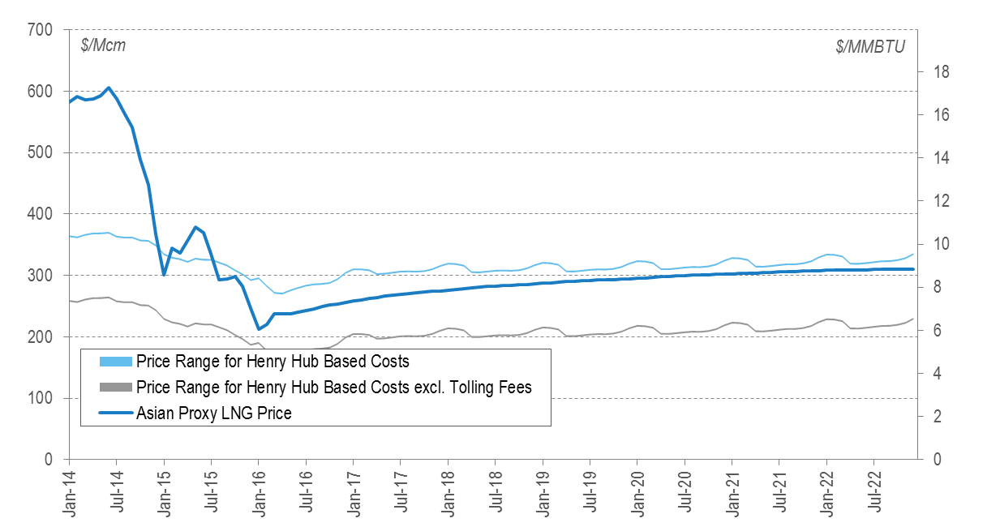 $/Mcm
$/MMBTU
700
600
500
400
300
200
100
0
18
16
14
12
10
8
6
4
2
0
Price Range for Henry Hub Based Costs
Price Range for Henry Hub Based Costs excl. Tolling Fees
Asian Proxy LNG Price
Jan-14
Jul-14
Jan-15
Jul-15
Jan-16
Jul-16
Jan-17
Jul-17
Jan-18
Jul-18
Jan-19
Jul-19
Jan-20
Jul-20
Jan-21
Jul-21
Jan-22
Jul-22